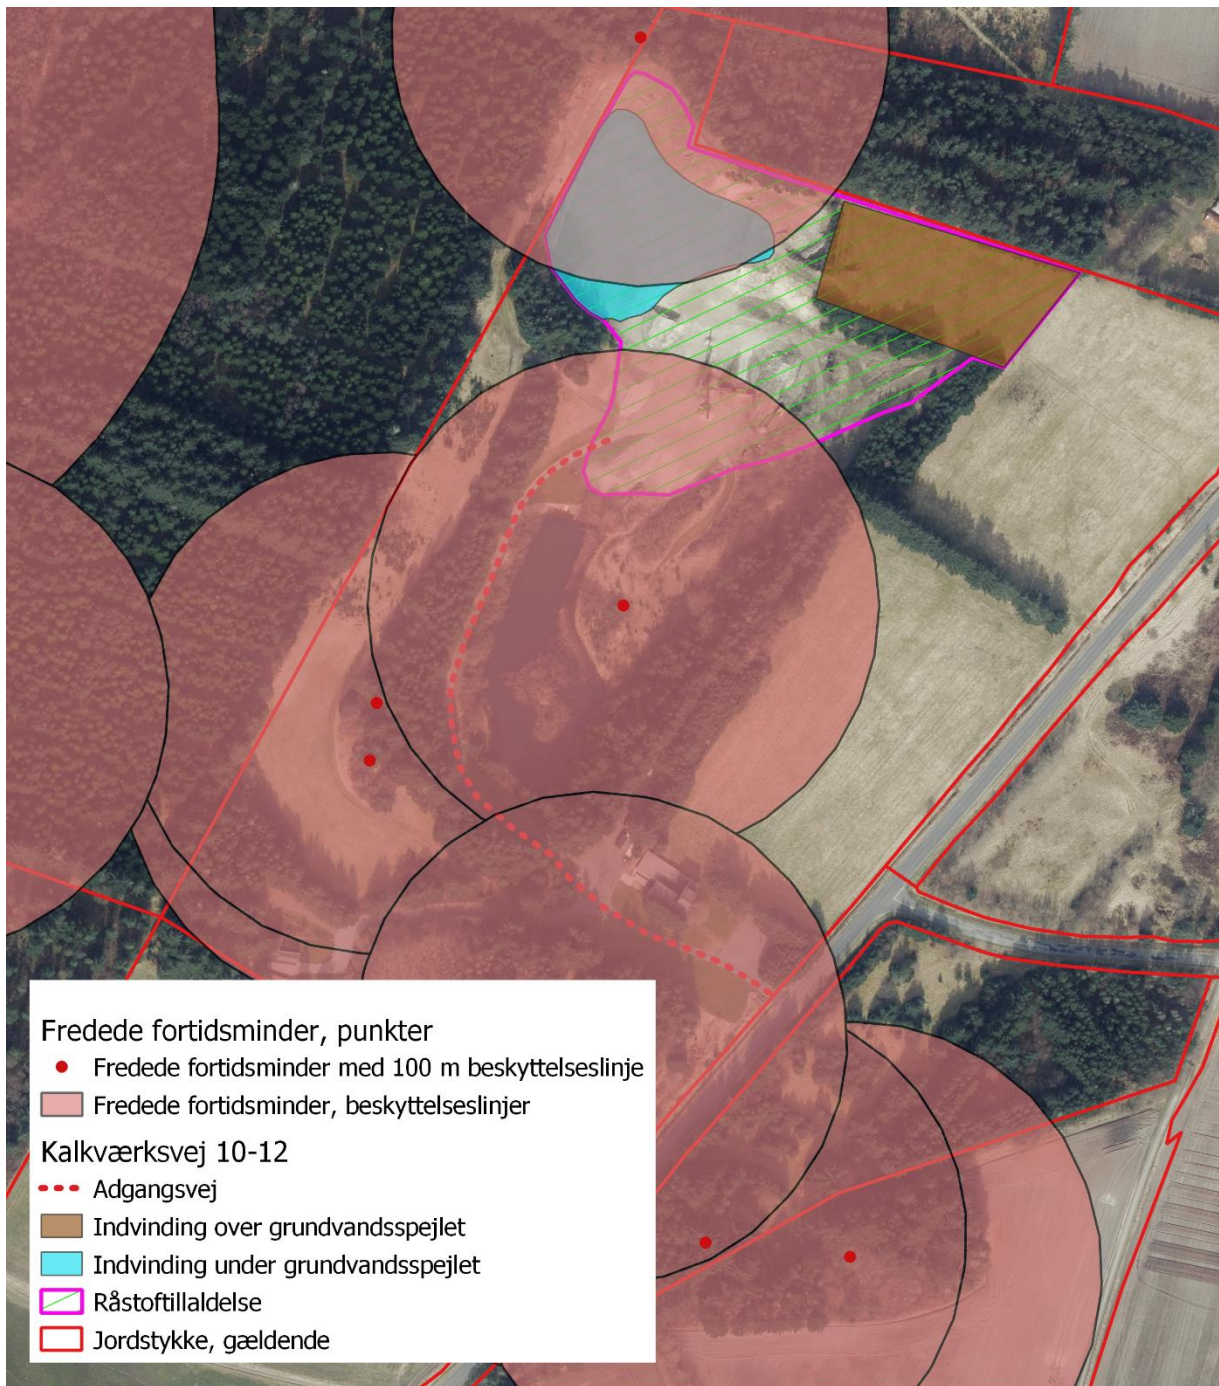 Fredede fortidsminder, punkter
Fredede fortidsminder med 100 m beskyttelseslinje
Fredede fortidsminder, beskyttelseslinjer
Kalkværksvej 10-12
Adgangsvej
Indvinding over grundvandsspejlet
Indvinding under grundvandsspejlet
Råstoftillaldelse
Jordstykke, gældende